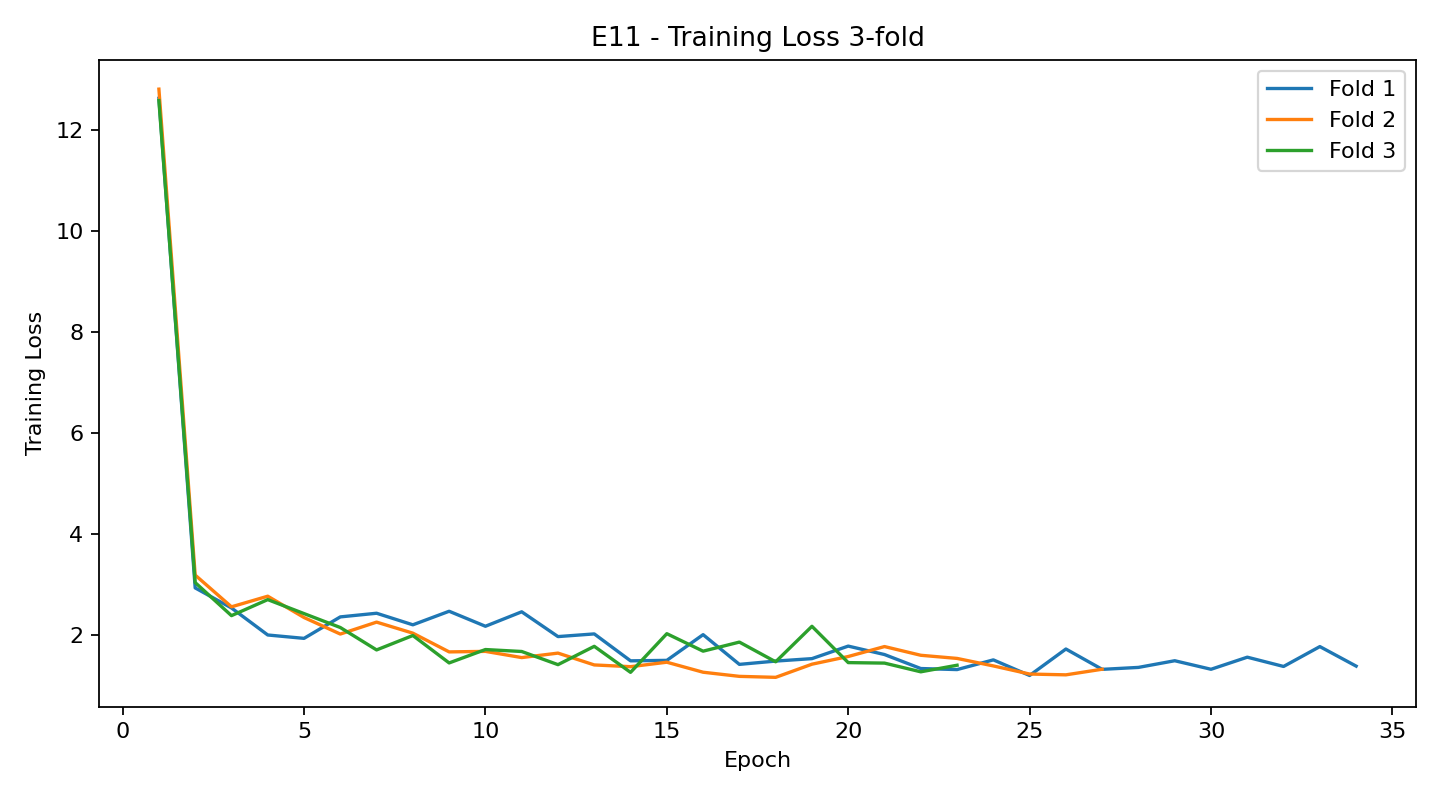 E11 - Training Loss 3-fold
Fold 1
Fold 2
Fold 3
Training Loss
12
10
8
6
4
2
0 5 10 15 20 25 30 35
Epoch